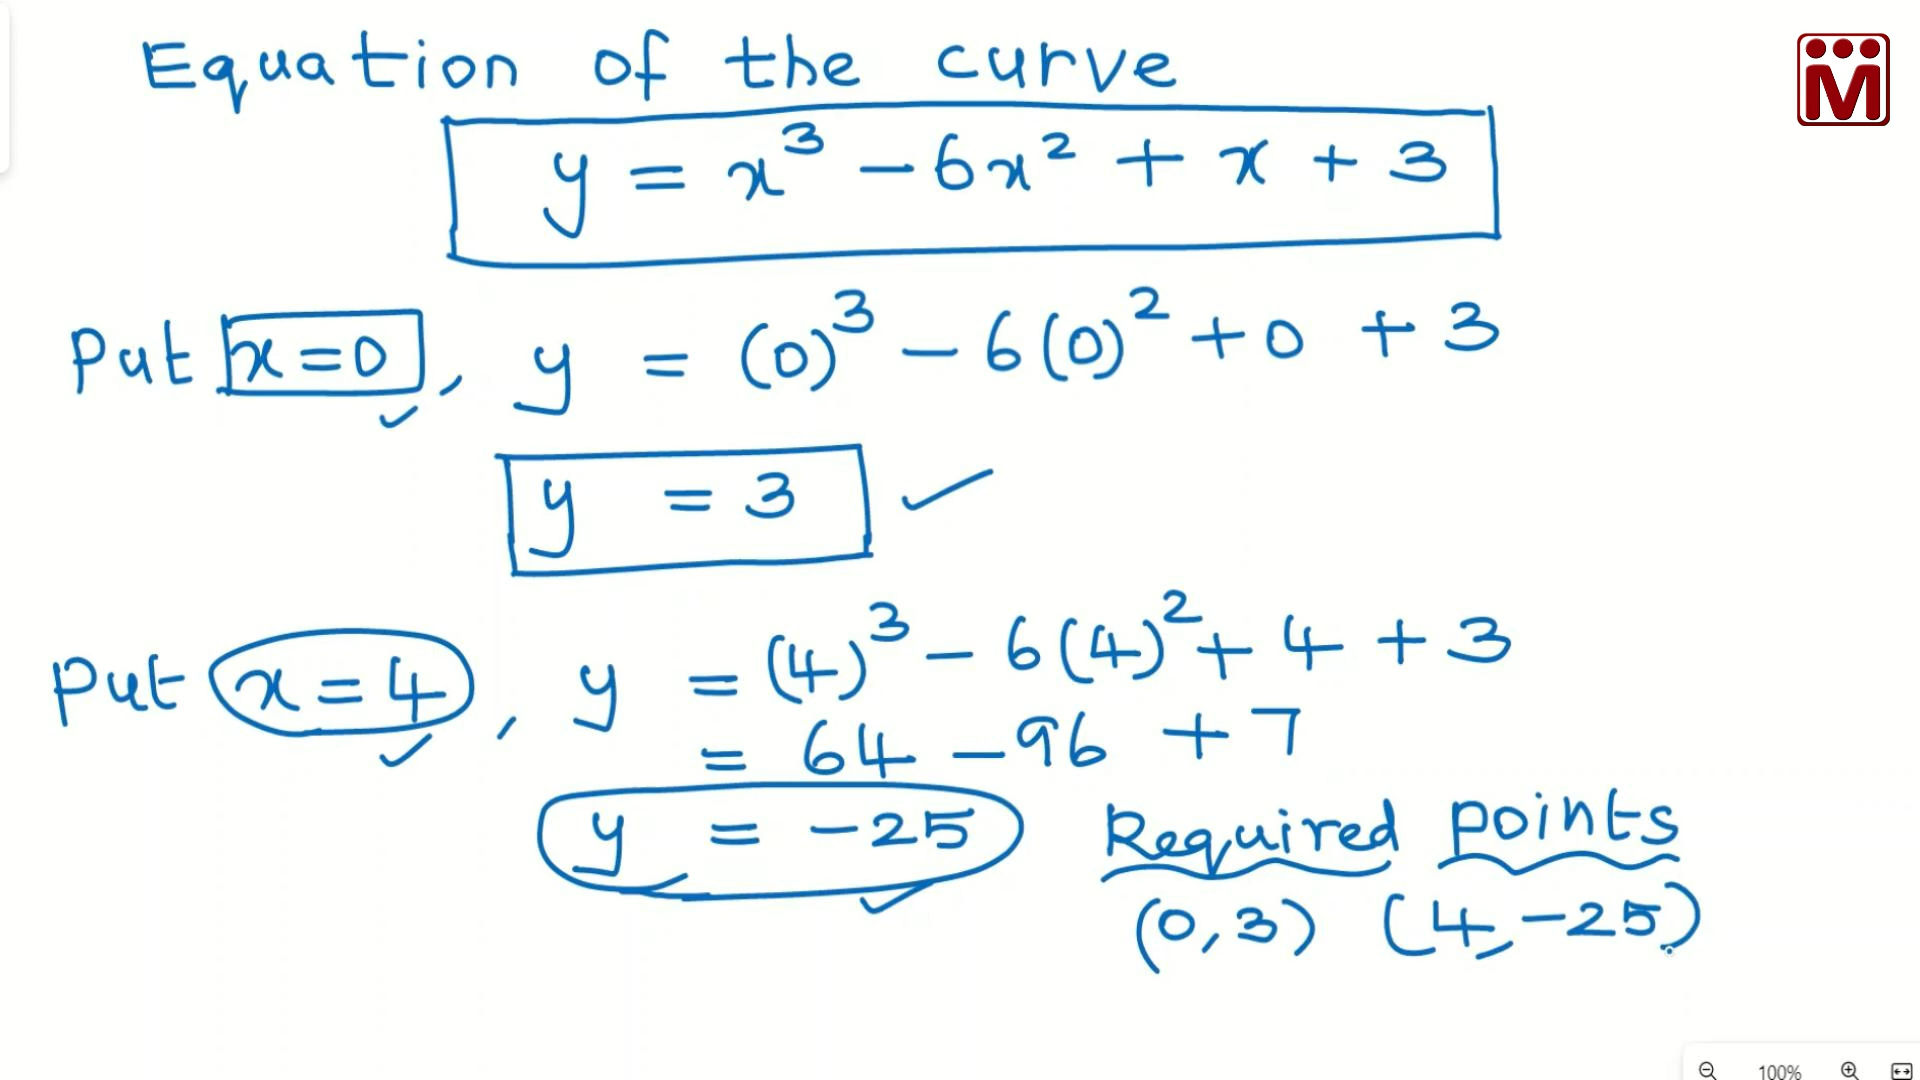 Equation of the curve
M
y = x³ - 6x² + x + 3
Put x=0, y = (0)³ - 6(0)² + 0 + 3
y = 3
Put x=4, y = (4)³ - 6(4)² + 4 + 3
= 64 - 96 + 7
y = -25
Required points
(0,3) (4,-25)
100%